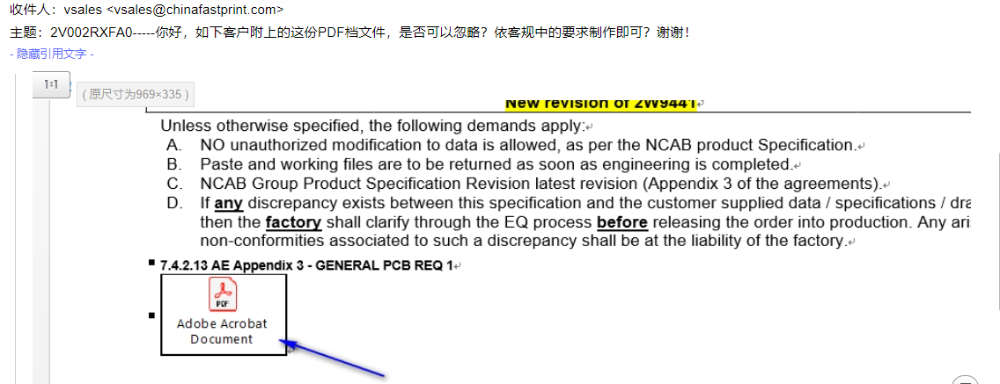 收件人：vsales <vsales@chinafastprint.com>
主题：2V002RXFA0-----你好，如下客户附上的这份PDF档文件，是否可以忽略？依客规中的要求制作即可？谢谢！
- 隐藏引用文字 -
1:1
( 原尺寸为969×335 )
New revision of 2W9441
Unless otherwise specified, the following demands apply:
A. NO unauthorized modification to data is allowed, as per the NCAB product Specification.
B. Paste and working files are to be returned as soon as engineering is completed.
C. NCAB Group Product Specification Revision latest revision (Appendix 3 of the agreements).
D. If any discrepancy exists between this specification and the customer supplied data / specifications / dra
then the factory shall clarify through the EQ process before releasing the order into production. Any ari
non-conformities associated to such a discrepancy shall be at the liability of the factory.
7.4.2.13 AE Appendix 3 - GENERAL PCB REQ 1
PDF
Adobe Acrobat
Document